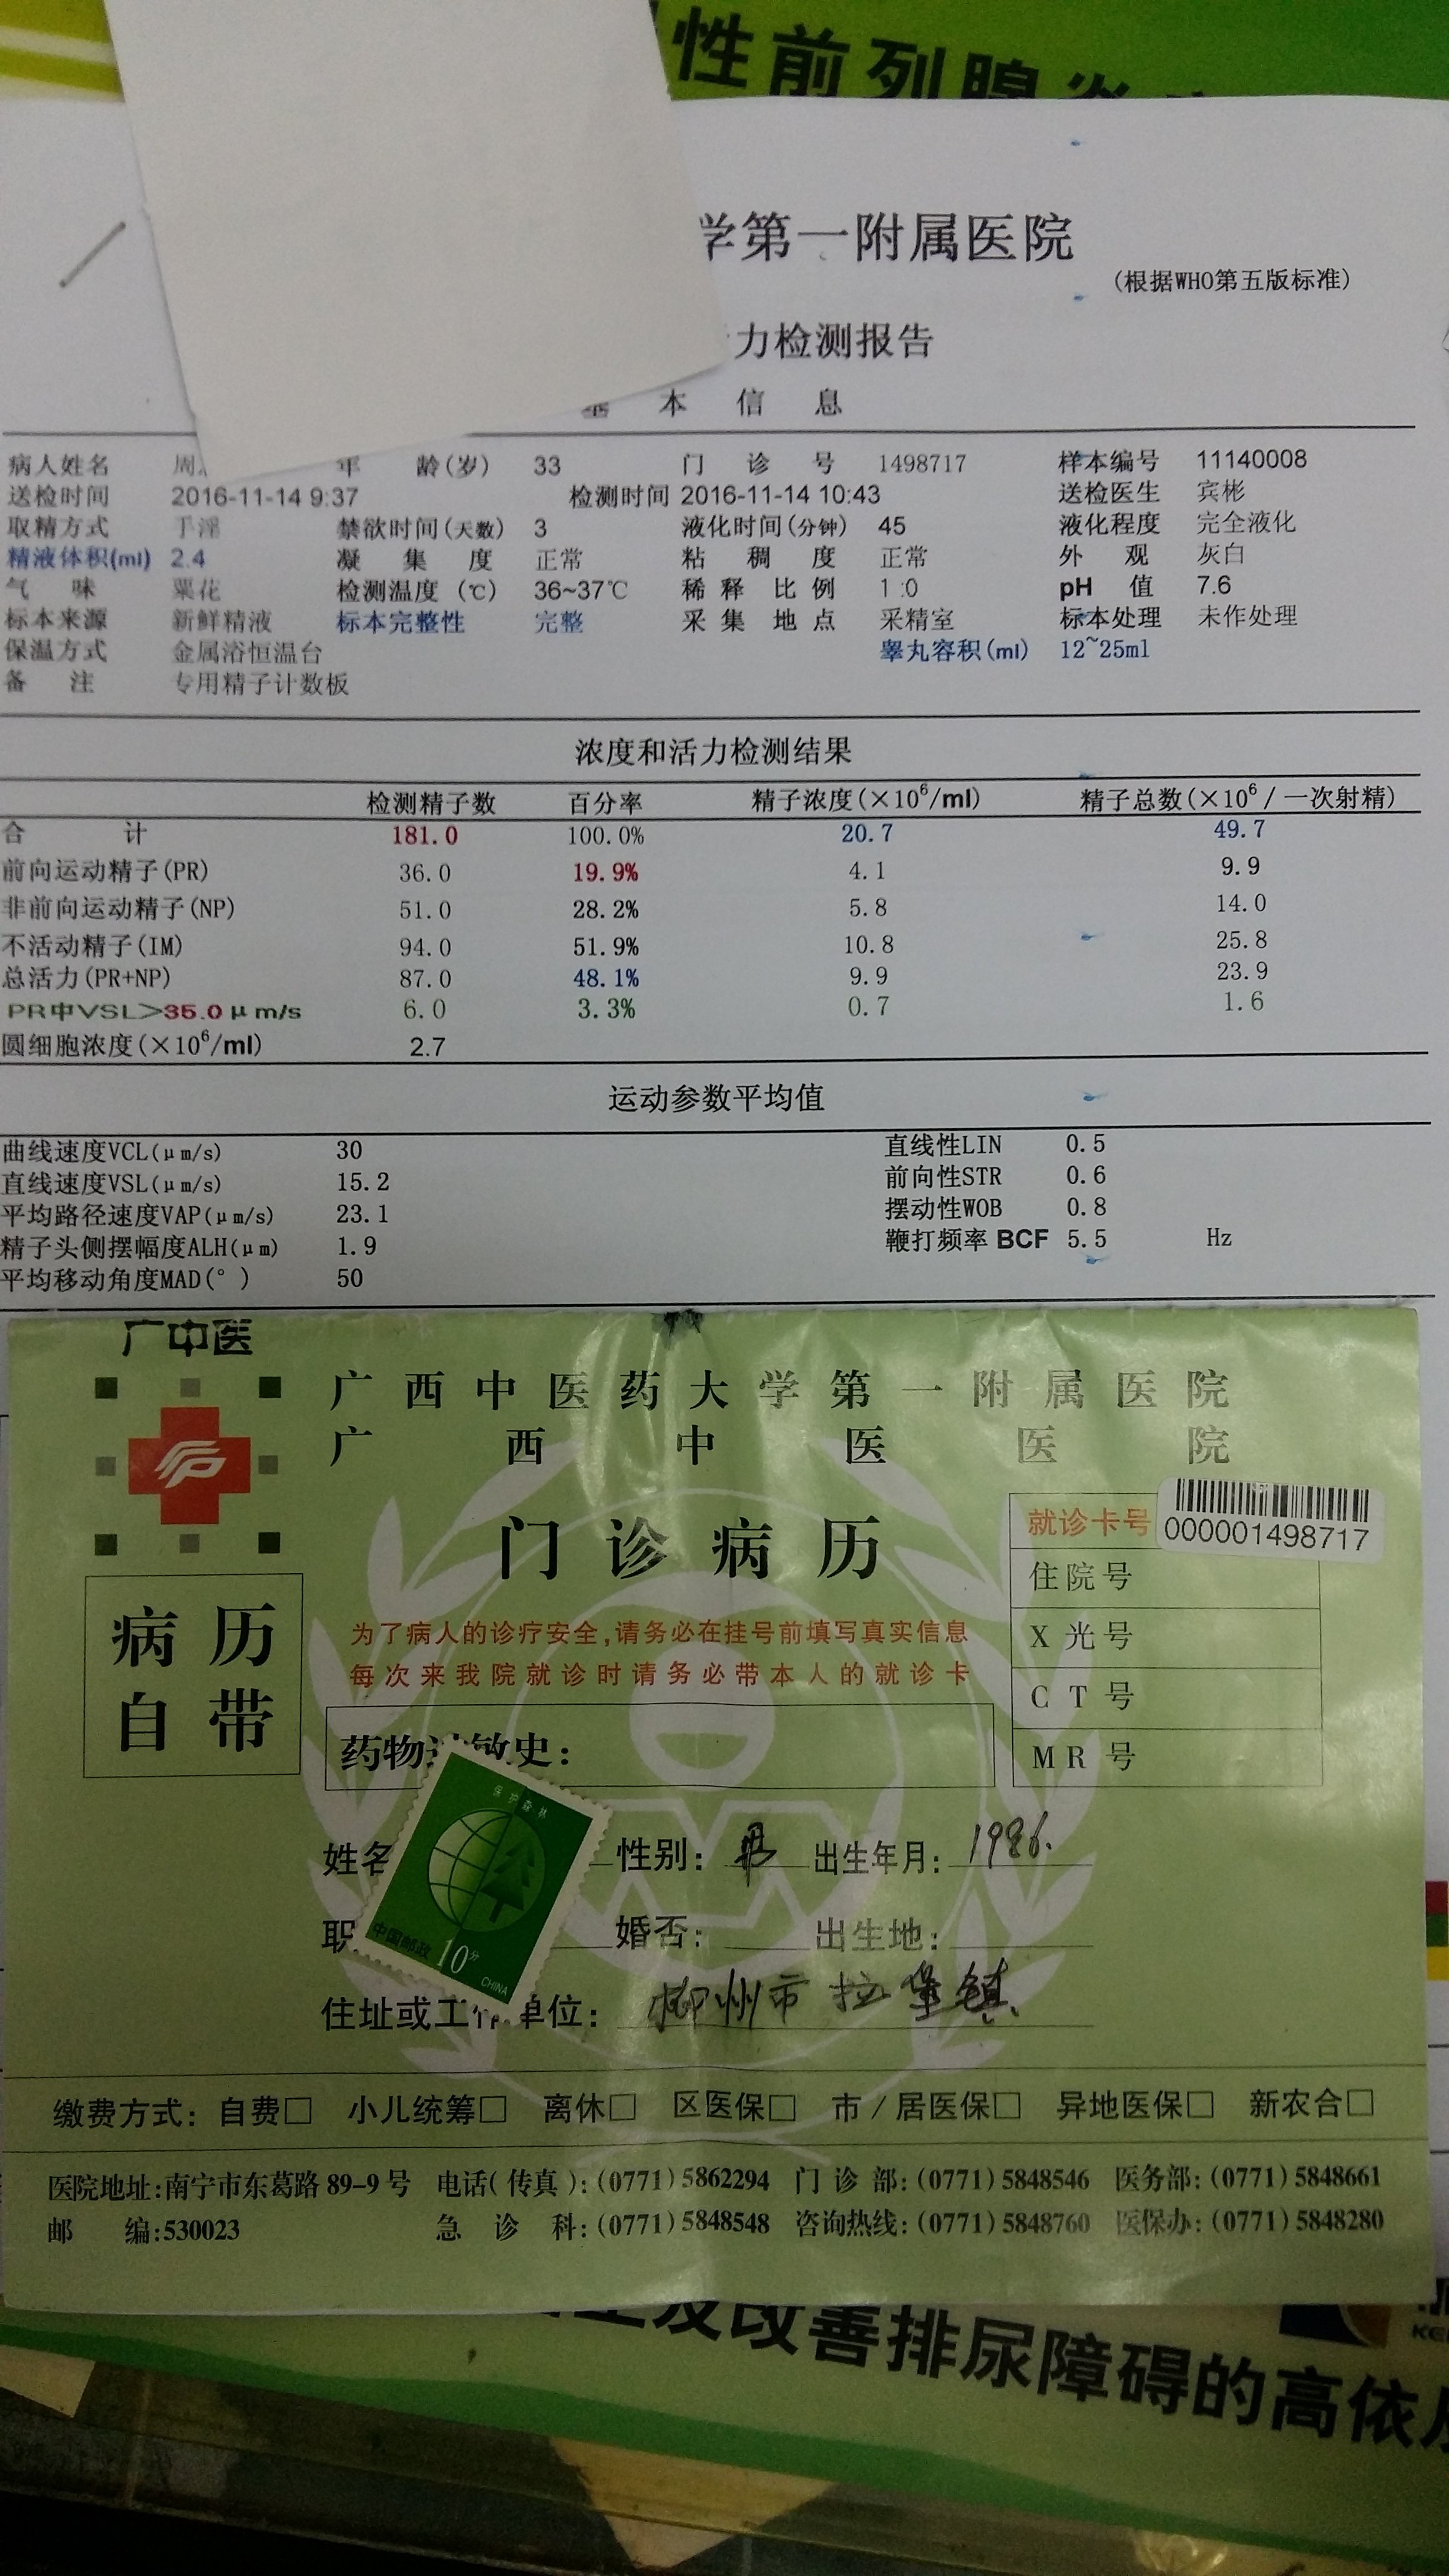 性前列腺炎
学第一附属医院
(根据WHO第五版标准)
力检测报告
本 信 息
病人姓名 周 年 龄(岁) 33 门 诊 号 1498717 样本编号 11140008
送检时间 2016-11-14 9:37 检测时间 2016-11-14 10:43 送检医生 宾彬
取精方式 手淫 禁欲时间(天数) 3 液化时间(分钟) 45 液化程度 完全液化
精液体积(ml) 2.4 凝 集 度 正常 粘 稠 度 正常 外 观 灰白
气 味 粟花 检测温度 (℃) 36~37℃ 稀 释 比 例 1:0 pH 值 7.6
标本来源 新鲜精液 标本完整性 完整 采 集 地 点 采精室 标本处理 未作处理
保温方式 金属浴恒温台 睾丸容积(ml) 12~25ml
备 注 专用精子计数板
浓度和活力检测结果
检测精子数 百分率 精子浓度(×10⁶/ml) 精子总数(×10⁶/一次射精)
合 计 181.0 100.0% 20.7 49.7
前向运动精子(PR) 36.0 19.9% 4.1 9.9
非前向运动精子(NP) 51.0 28.2% 5.8 14.0
不活动精子(IM) 94.0 51.9% 10.8 25.8
总活力(PR+NP) 87.0 48.1% 9.9 23.9
PR中VSL>35.0μm/s 6.0 3.3% 0.7 1.6
圆细胞浓度(×10⁶/ml) 2.7
运动参数平均值
曲线速度VCL(μm/s) 30 直线性LIN 0.5
直线速度VSL(μm/s) 15.2 前向性STR 0.6
平均路径速度VAP(μm/s) 23.1 摆动性WOB 0.8
精子头侧摆幅度ALH(μm) 1.9 鞭打频率 BCF 5.5 Hz
平均移动角度MAD(°) 50
广中医
广西中医药大学第一附属医院
广西中医医院
门诊病历
就诊卡号 000001498717
住院号
X光号
CT号
MR号
病历
自带
为了病人的诊疗安全,请务必在挂号前填写真实信息
每次来我院就诊时请务必带本人的就诊卡
药物 敏史:
保护森林
中国邮政
10分
CHINA
姓名 性别: 男 出生年月: 1986.
职 婚否: 出生地:
住址或工作单位: 柳州市拉堡镇
缴费方式: 自费□ 小儿统筹□ 离休□ 区医保□ 市/居医保□ 异地医保□ 新农合□
医院地址:南宁市东葛路 89-9 号 电话(传真):(0771)5862294 门诊部:(0771)5848546 医务部:(0771)5848661
邮 编:530023 急 诊 科:(0771)5848548 咨询热线:(0771)5848760 医保办:(0771)5848280
改善排尿障碍的高依